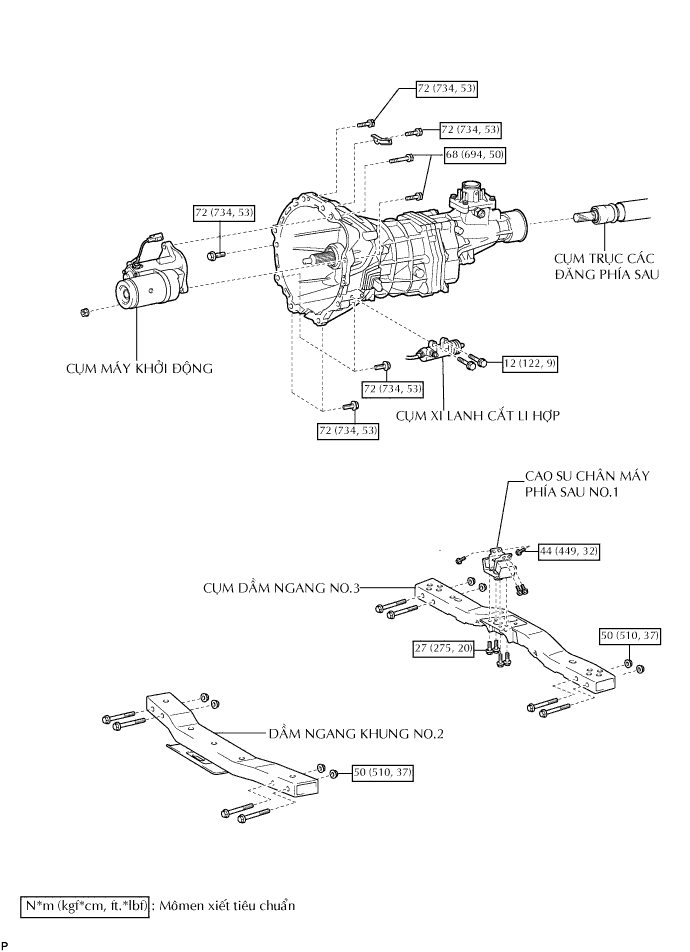 72 (734, 53)
72 (734, 53)
68 (694, 50)
72 (734, 53)
CỤM TRỤC CÁC
ĐĂNG PHÍA SAU
CỤM MÁY KHỞI ĐỘNG
12 (122, 9)
72 (734, 53)
CỤM XI LANH CẮT LI HỢP
72 (734, 53)
CAO SU CHÂN MÁY
PHÍA SAU NO.1
44 (449, 32)
CỤM DẦM NGANG NO.3
50 (510, 37)
27 (275, 20)
DẦM NGANG KHUNG NO.2
50 (510, 37)
N*m (kgf*cm, ft.*lbf) : Mômen xiết tiêu chuẩn
P